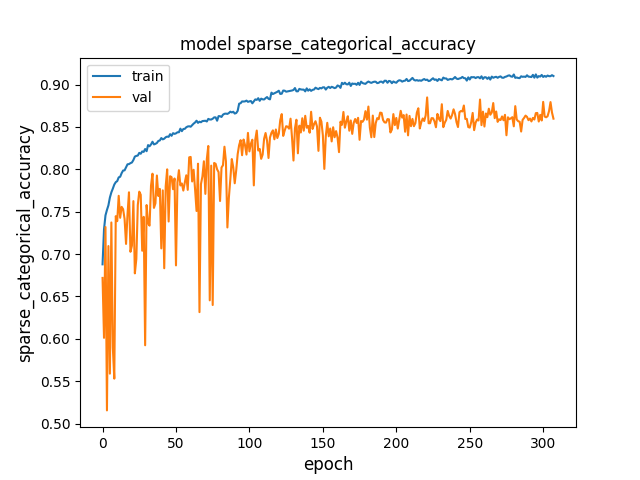 model sparse_categorical_accuracy
train
val
sparse_categorical_accuracy
0.90
0.85
0.80
0.75
0.70
0.65
0.60
0.55
0.50
0 50 100 150 200 250 300
epoch